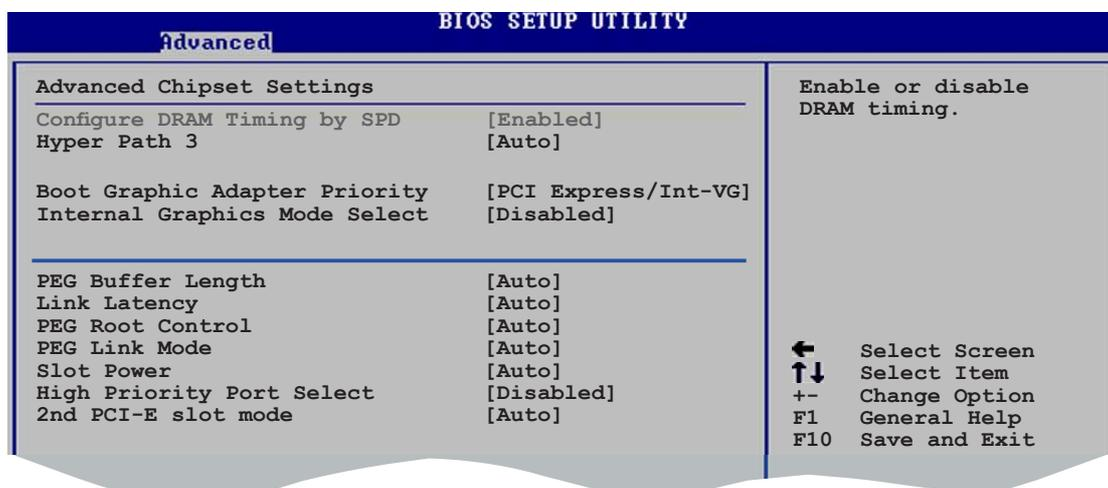 BIOS SETUP UTILITY
Advanced
Advanced Chipset Settings
Configure DRAM Timing by SPD [Enabled]
Hyper Path 3 [Auto]
Boot Graphic Adapter Priority [PCI Express/Int-VG]
Internal Graphics Mode Select [Disabled]
PEG Buffer Length [Auto]
Link Latency [Auto]
PEG Root Control [Auto]
PEG Link Mode [Auto]
Slot Power [Auto]
High Priority Port Select [Disabled]
2nd PCI-E slot mode [Auto]
Enable or disable
DRAM timing.
← Select Screen
↑↓ Select Item
+- Change Option
F1 General Help
F10 Save and Exit